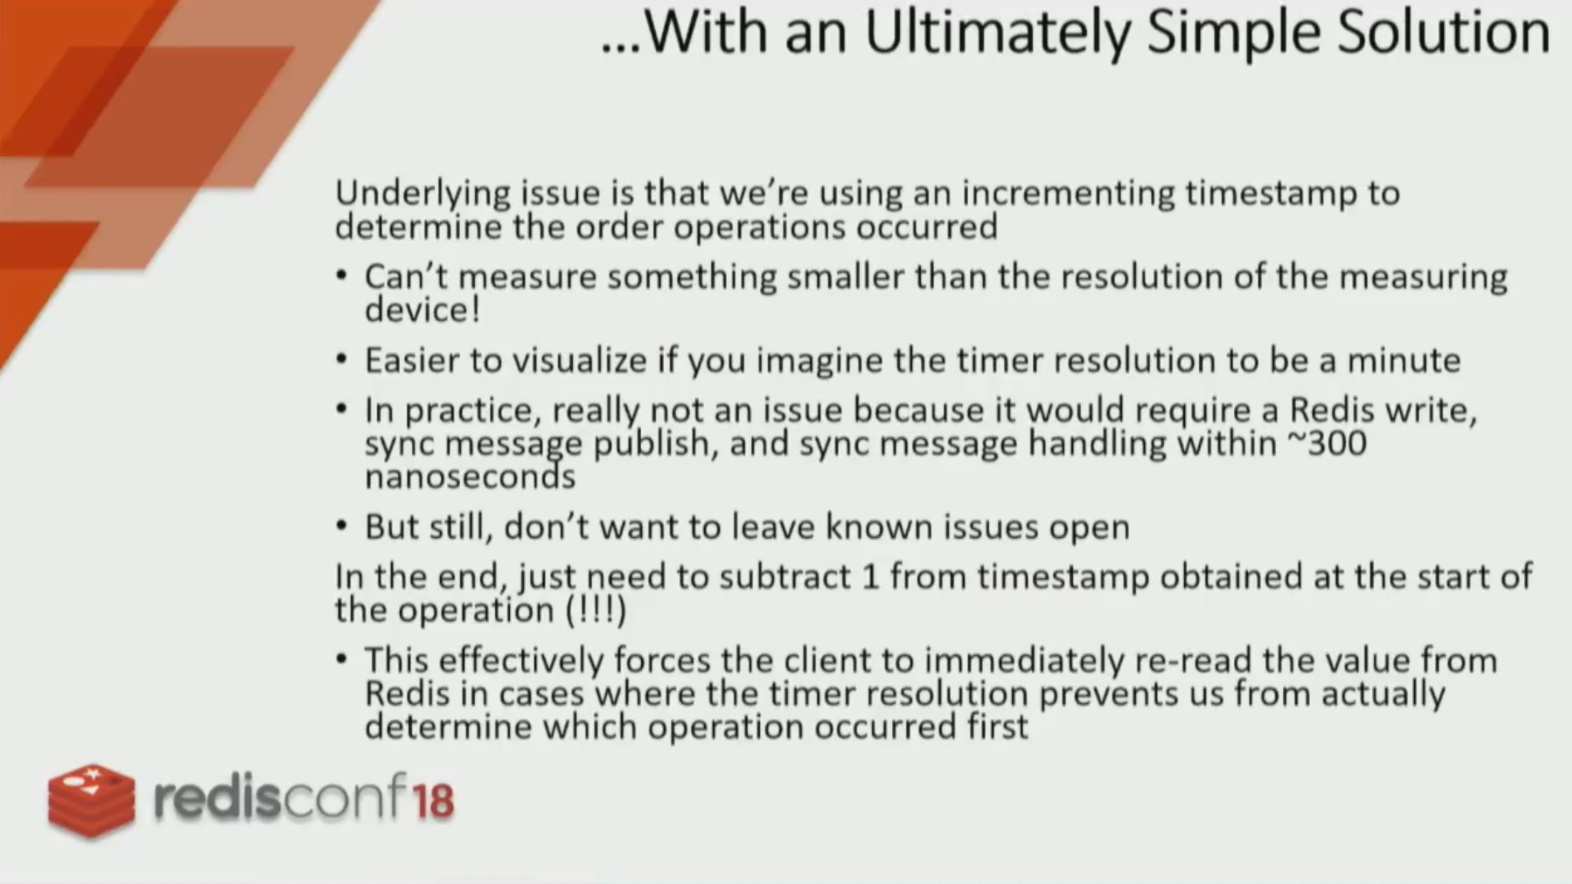 ...With an Ultimately Simple Solution
Underlying issue is that we're using an incrementing timestamp to
determine the order operations occurred
• Can't measure something smaller than the resolution of the measuring
device!
• Easier to visualize if you imagine the timer resolution to be a minute
• In practice, really not an issue because it would require a Redis write,
sync message publish, and sync message handling within ~300
nanoseconds
• But still, don't want to leave known issues open
In the end, just need to subtract 1 from timestamp obtained at the start of
the operation (!!!)
• This effectively forces the client to immediately re-read the value from
Redis in cases where the timer resolution prevents us from actually
determine which operation occurred first
redisconf18